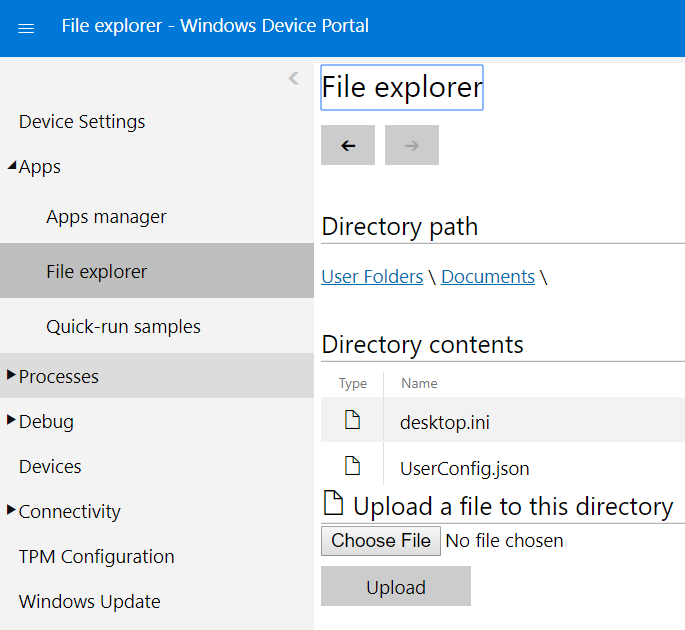 File explorer - Windows Device Portal
Device Settings
Apps
Apps manager
File explorer
Quick-run samples
Processes
Debug
Devices
Connectivity
TPM Configuration
Windows Update
File explorer
Directory path
User Folders \ Documents \
Directory contents
Type Name
desktop.ini
UserConfig.json
Upload a file to this directory
Choose File No file chosen
Upload